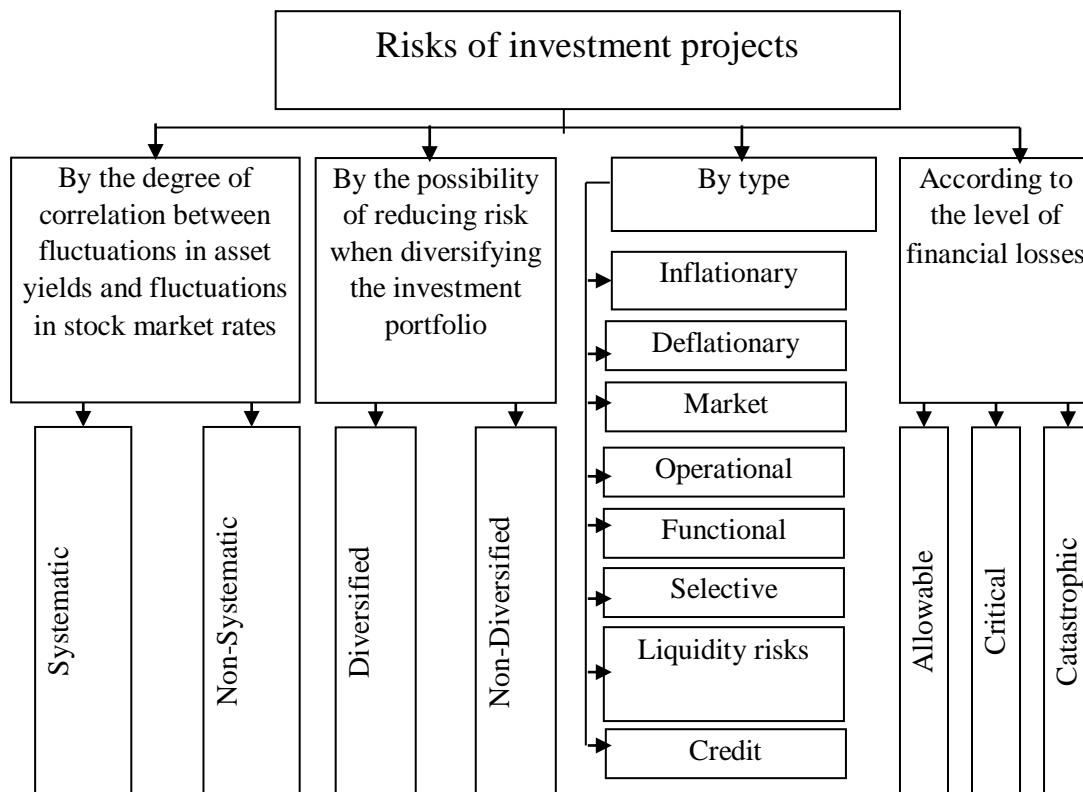 Risks of investment projects
By the degree of
correlation between
fluctuations in asset
yields and fluctuations
in stock market rates
By the possibility
of reducing risk
when diversifying
the investment
portfolio
By type
According to
the level of
financial losses
Systematic
Non-Systematic
Diversified
Non-Diversified
Inflationary
Deflationary
Market
Operational
Functional
Selective
Liquidity risks
Credit
Allowable
Critical
Catastrophic